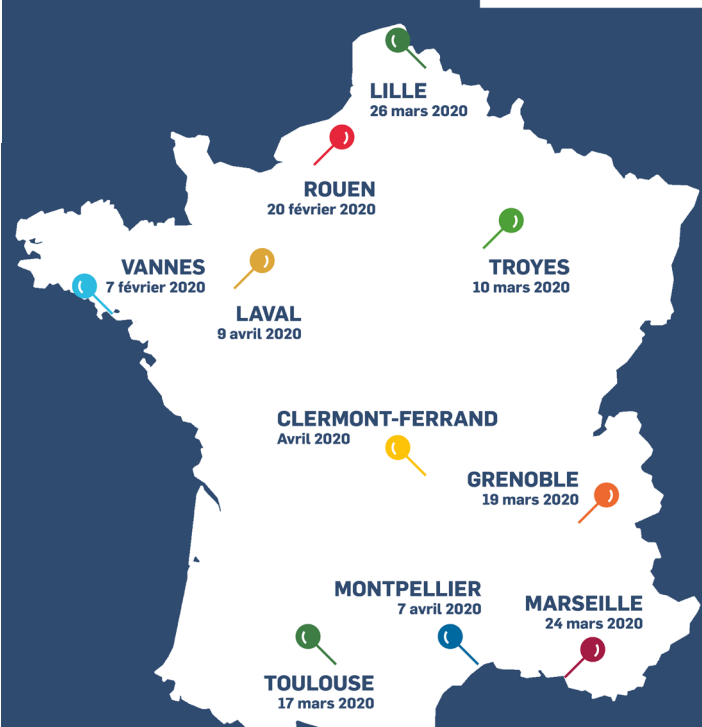 LILLE
26 mars 2020
ROUEN
20 février 2020
VANNES
7 février 2020
TROYES
10 mars 2020
LAVAL
9 avril 2020
CLERMONT-FERRAND
Avril 2020
GRENOBLE
19 mars 2020
MONTPELLIER
7 avril 2020
MARSEILLE
24 mars 2020
TOULOUSE
17 mars 2020